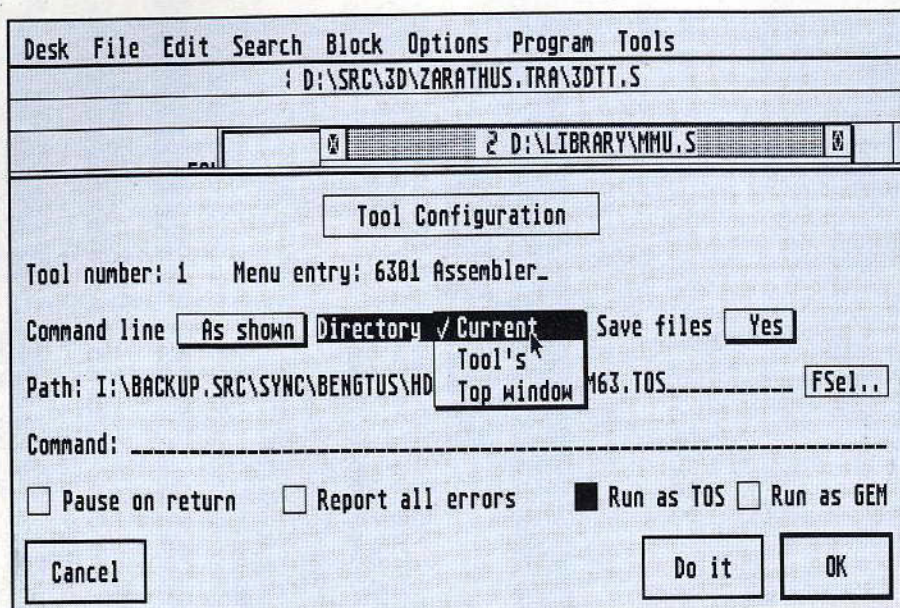 Desk File Edit Search Block Options Program Tools
1 D:\SRC\3D\ZARATHUS.TRA\3DTT.S
2 D:\LIBRARY\MMU.S
Tool Configuration
Tool number: 1 Menu entry: 6301 Assembler_
Command line As shown Directory ✓ Current Save files Yes
Tool's
Path: I:\BACKUP.SRC\SYNC\BENGTUS\HD M63.TOS____________ FSel..
Top window
Command: ____________________________________________________________
Pause on return Report all errors Run as TOS Run as GEM
Cancel Do it OK